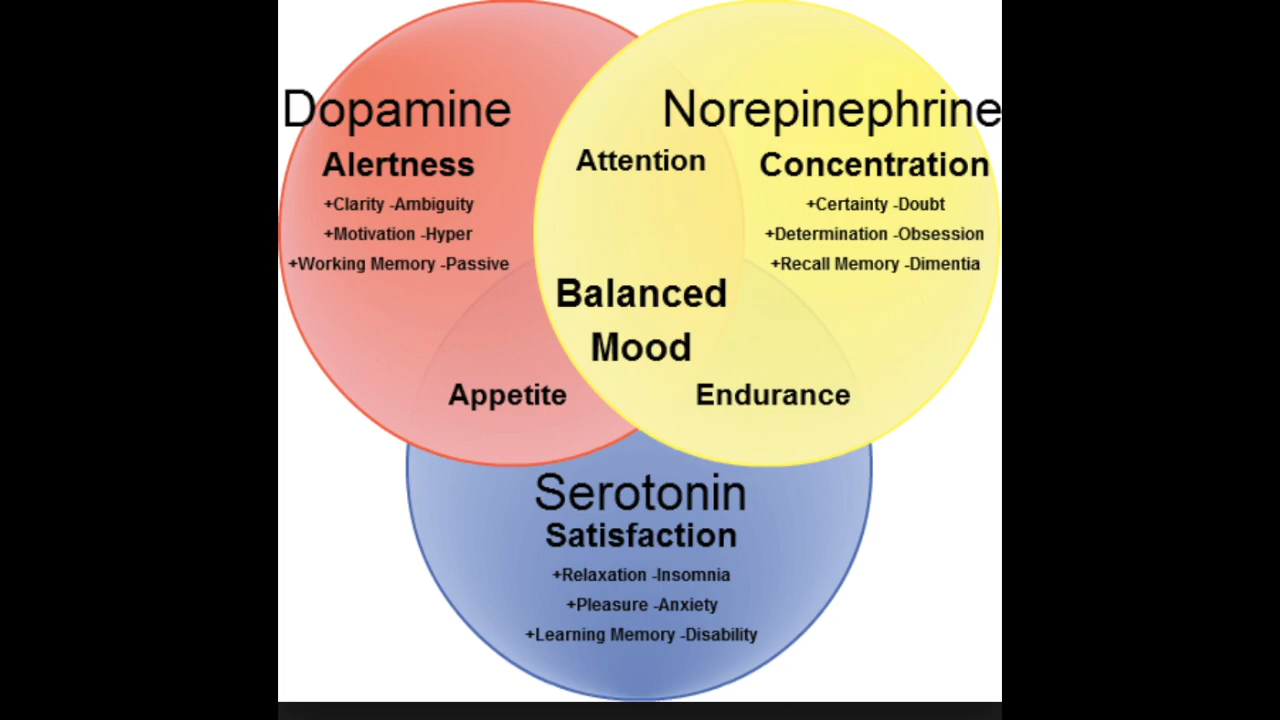 Dopamine
Alertness
+Clarity -Ambiguity
+Motivation -Hyper
+Working Memory -Passive
Attention
Norepinephrine
Concentration
+Certainty -Doubt
+Determination -Obsession
+Recall Memory -Dimentia
Balanced
Mood
Appetite
Endurance
Serotonin
Satisfaction
+Relaxation -Insomnia
+Pleasure -Anxiety
+Learning Memory -Disability